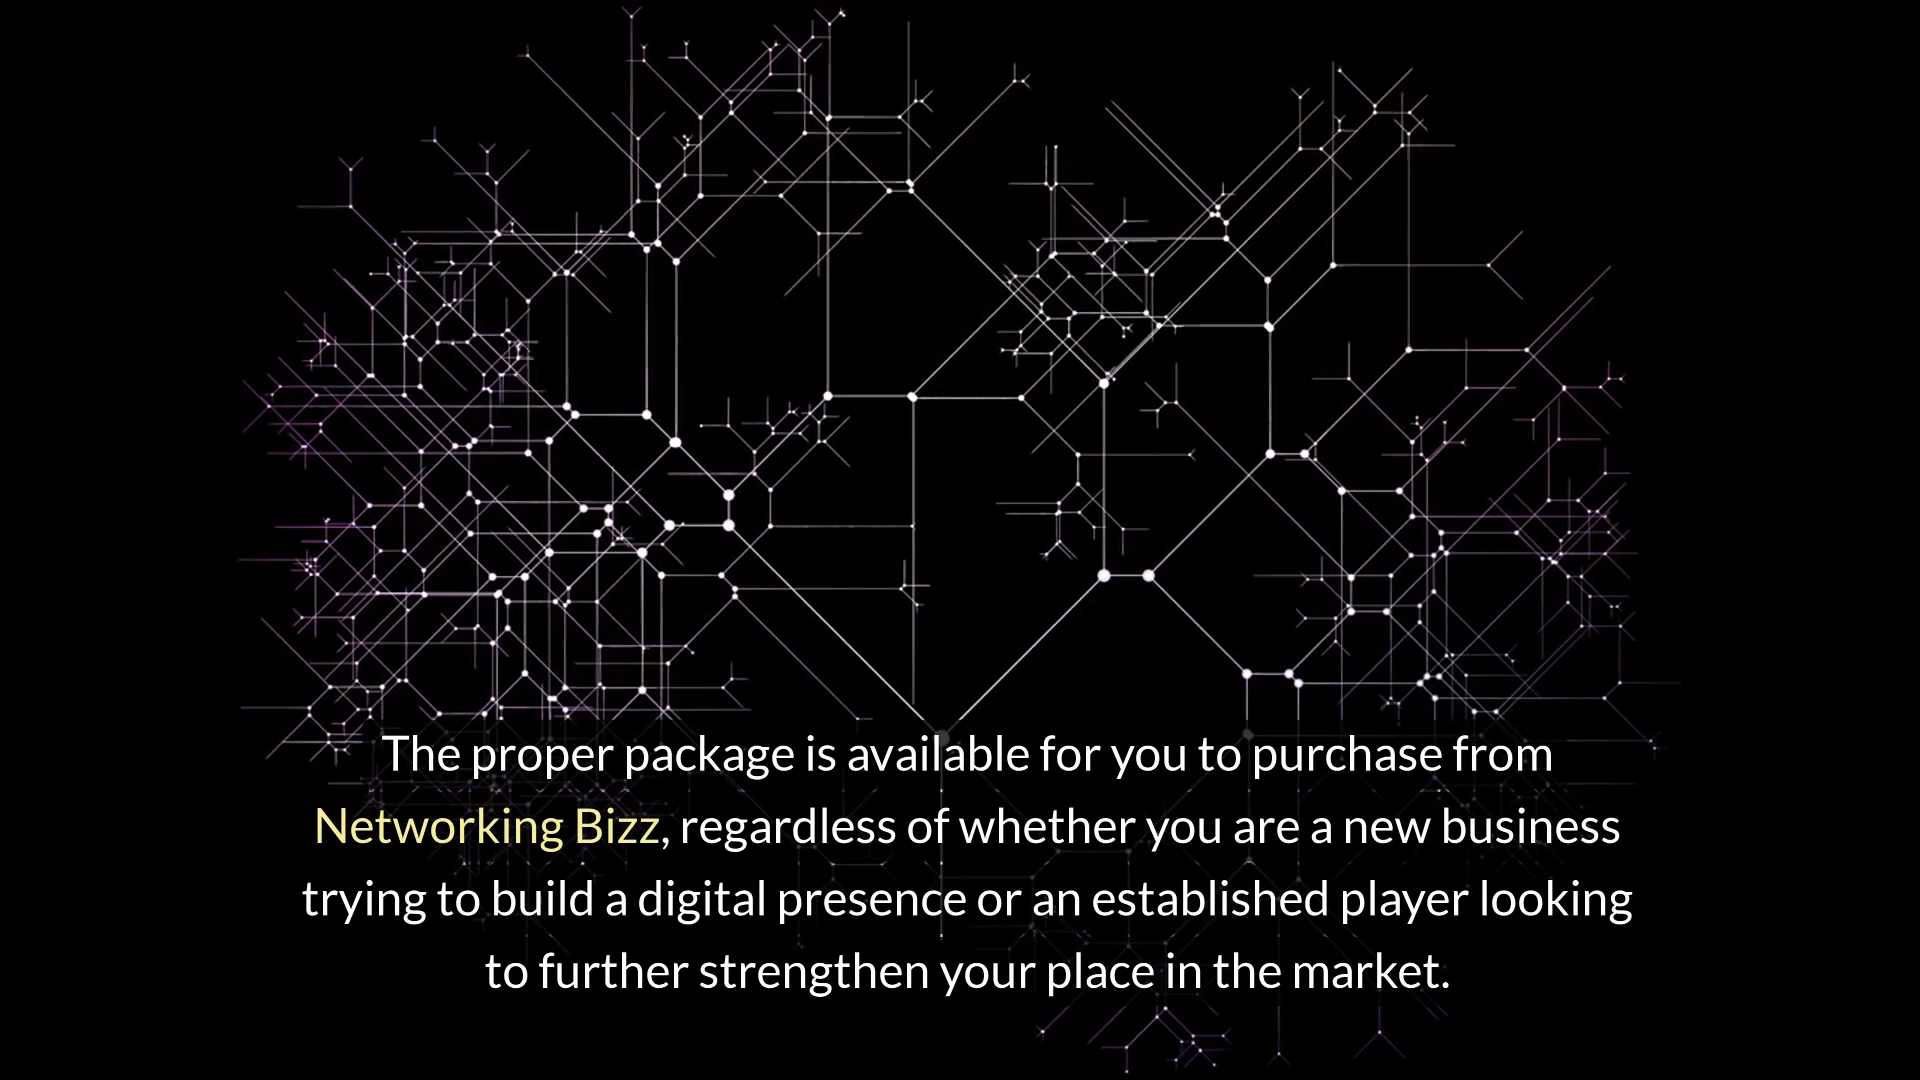 The proper package is available for you to purchase from
Networking Bizz, regardless of whether you are a new business
trying to build a digital presence or an established player looking
to further strengthen your place in the market.